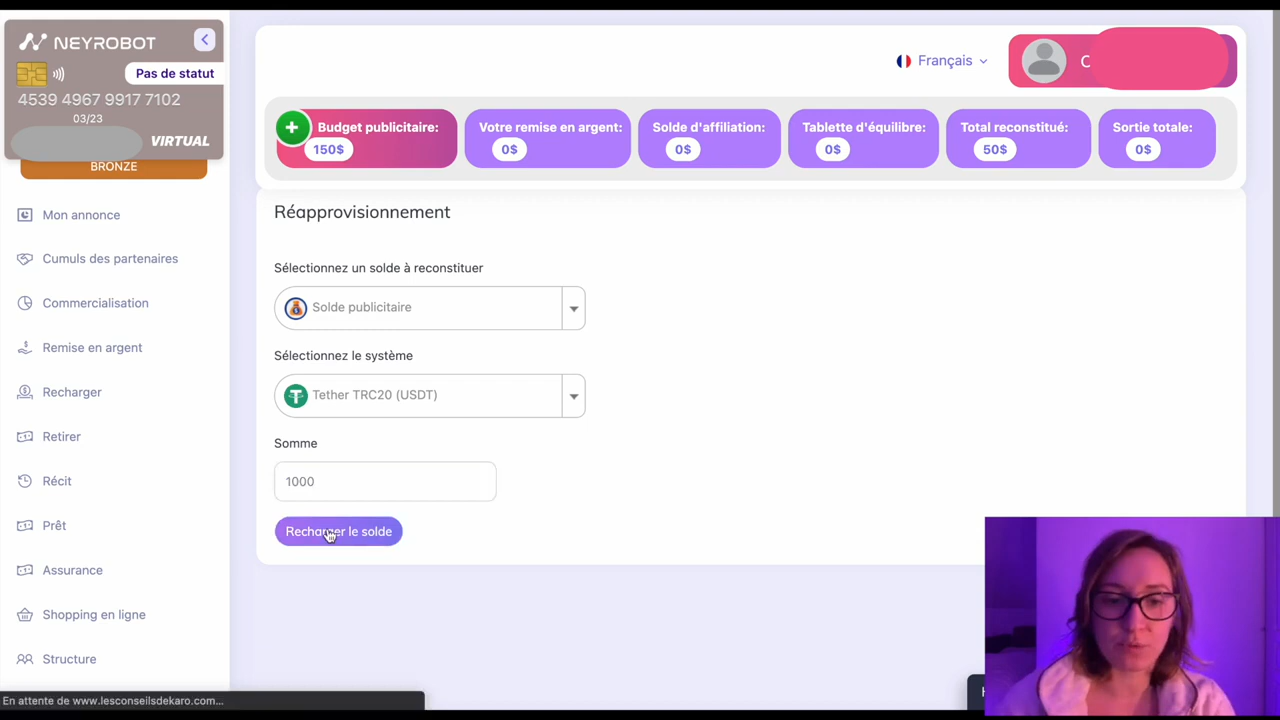 NEYROBOT
Pas de statut
4539 4967 9917 7102
03/23
VIRTUAL
BRONZE
Mon annonce
Cumuls des partenaires
Commercialisation
Remise en argent
Recharger
Retirer
Récit
Prêt
Assurance
Shopping en ligne
Structure
Français
C
Budget publicitaire:
150$
Votre remise en argent:
0$
Solde d'affiliation:
0$
Tablette d'équilibre:
0$
Total reconstitué:
50$
Sortie totale:
0$
Réapprovisionnement
Sélectionnez un solde à reconstituer
Solde publicitaire
Sélectionnez le système
Tether TRC20 (USDT)
Somme
1000
Recharger le solde
En attente de www.lesconseilsdekaro.com...